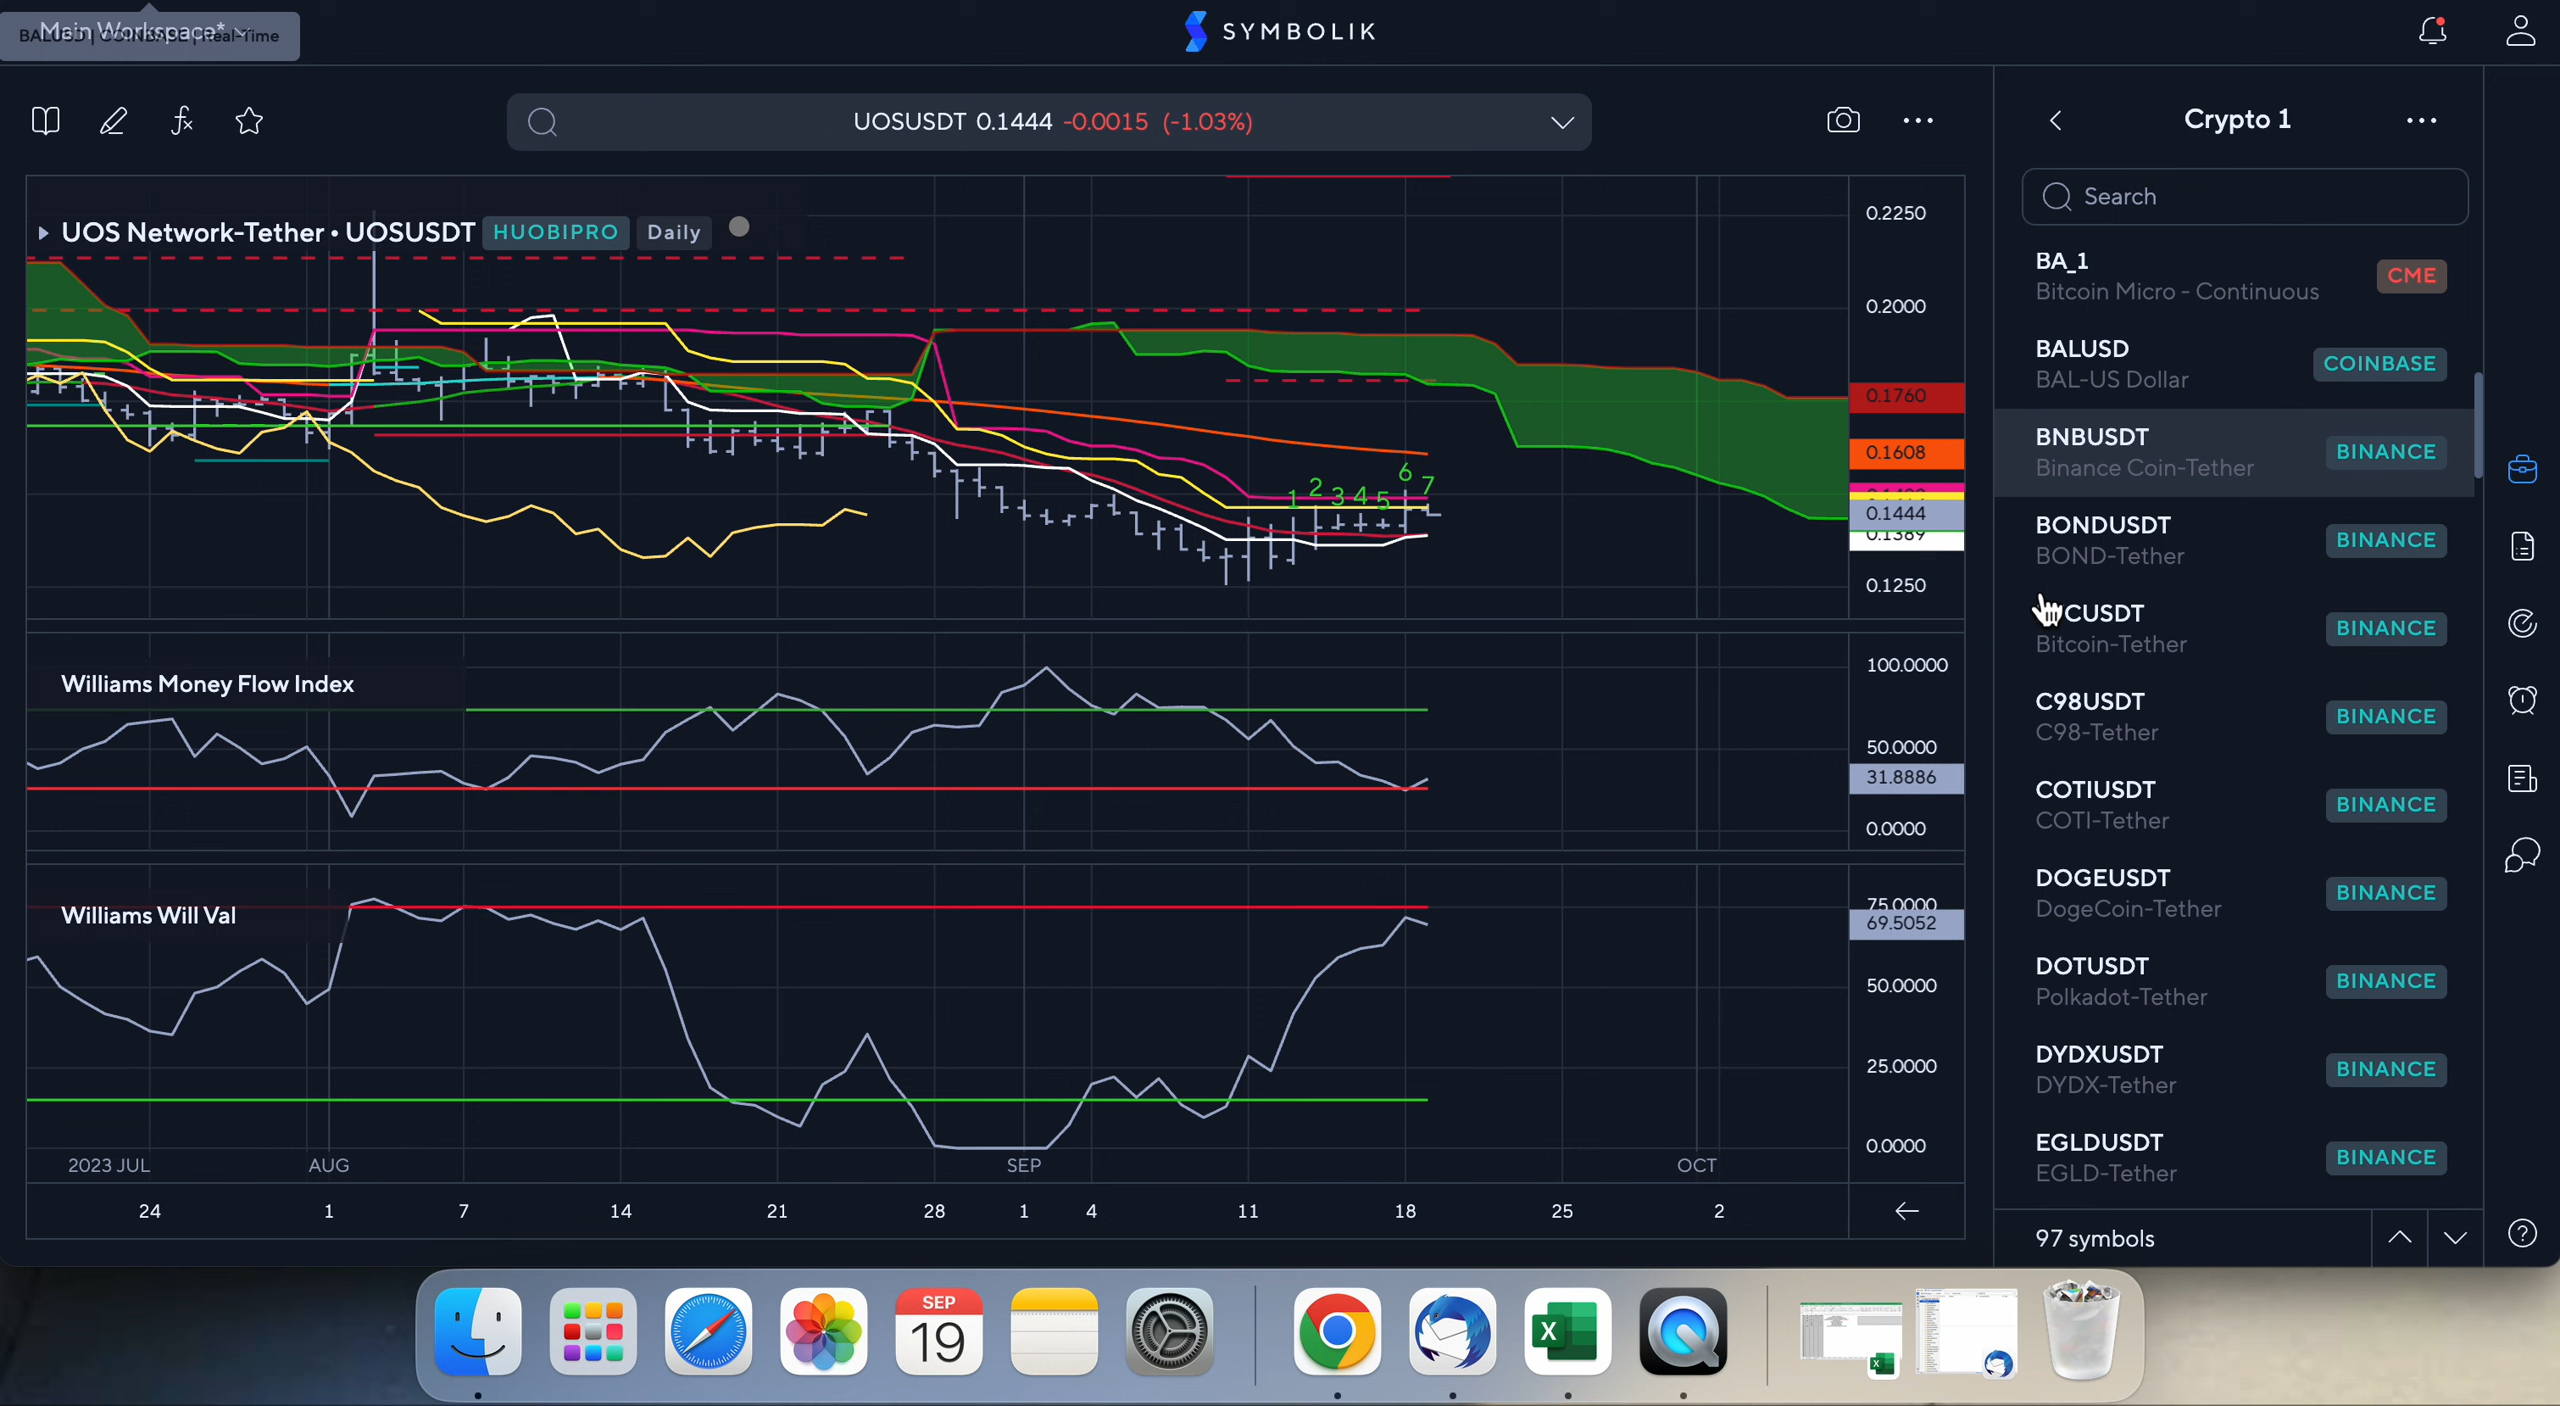 Main Workspace*
BALUSD | COINBASE | Real-Time
SYMBOLIK
UOSUSDT 0.1444 -0.0015 (-1.03%)
UOS Network-Tether • UOSUSDT HUOBIPRO Daily
0.2250
0.2000
0.1760
0.1608
0.1444
0.1389
0.1250
1 2 3 4 5 6 7
Williams Money Flow Index
100.0000
50.0000
31.8886
0.0000
Williams Will Val
75.0000
69.5052
50.0000
25.0000
0.0000
2023 JUL AUG SEP OCT
24 1 7 14 21 28 1 4 11 18 25 2
Crypto 1
Search
BA_1
Bitcoin Micro - Continuous
CME
BALUSD
BAL-US Dollar
COINBASE
BNBUSDT
Binance Coin-Tether
BINANCE
BONDUSDT
BOND-Tether
BINANCE
CUSDT
Bitcoin-Tether
BINANCE
C98USDT
C98-Tether
BINANCE
COTIUSDT
COTI-Tether
BINANCE
DOGEUSDT
DogeCoin-Tether
BINANCE
DOTUSDT
Polkadot-Tether
BINANCE
DYDXUSDT
DYDX-Tether
BINANCE
EGLDUSDT
EGLD-Tether
BINANCE
97 symbols
SEP
19